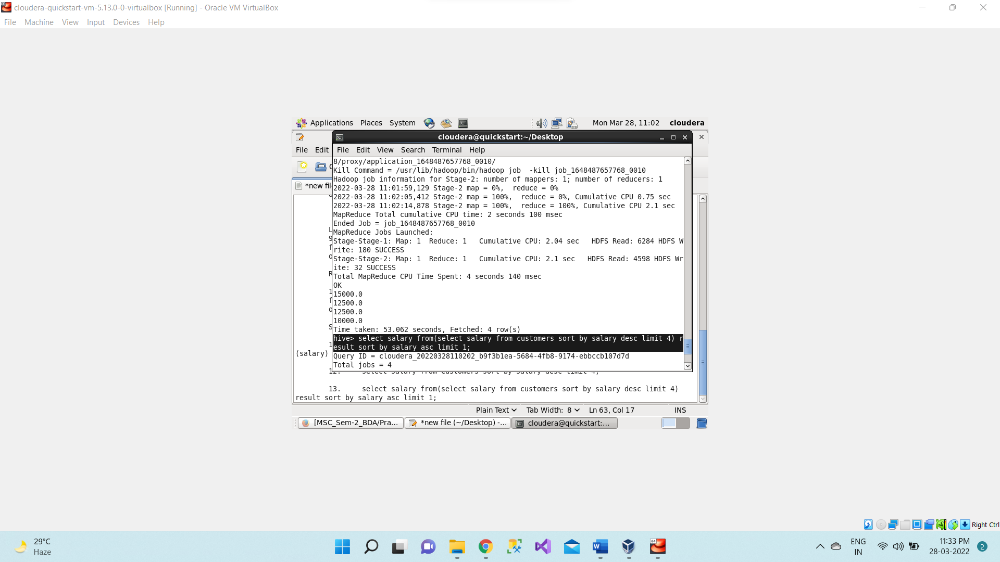 cloudera-quickstart-vm-5.13.0-0-virtualbox [Running] - Oracle VM VirtualBox
File Machine View Input Devices Help
Applications Places System Mon Mar 28, 11:02 cloudera
cloudera@quickstart:~/Desktop
File Edit
File Edit View Search Terminal Help
*new fil
8/proxy/application_1648487657768_0010/
Kill Command = /usr/lib/hadoop/bin/hadoop job  -kill job_1648487657768_0010
Hadoop job information for Stage-2: number of mappers: 1; number of reducers: 1
2022-03-28 11:01:59,129 Stage-2 map = 0%,  reduce = 0%
2022-03-28 11:02:05,412 Stage-2 map = 100%,  reduce = 0%, Cumulative CPU 0.75 sec
2022-03-28 11:02:14,878 Stage-2 map = 100%,  reduce = 100%, Cumulative CPU 2.1 sec
MapReduce Total cumulative CPU time: 2 seconds 100 msec
Ended Job = job_1648487657768_0010
MapReduce Jobs Launched:
Stage-Stage-1: Map: 1  Reduce: 1   Cumulative CPU: 2.04 sec   HDFS Read: 6284 HDFS W
rite: 180 SUCCESS
Stage-Stage-2: Map: 1  Reduce: 1   Cumulative CPU: 2.1 sec   HDFS Read: 4598 HDFS Wr
ite: 32 SUCCESS
Total MapReduce CPU Time Spent: 4 seconds 140 msec
OK
15000.0
12500.0
12500.0
10000.0
Time taken: 53.062 seconds, Fetched: 4 row(s)
hive> select salary from(select salary from customers sort by salary desc limit 4) r
esult sort by salary asc limit 1;
Query ID = cloudera_20220328110202_b9f3b1ea-5684-4fb8-9174-ebbccb107d7d
Total jobs = 4
(salary)
12. select salary from customers sort by salary desc limit 4;
13. select salary from(select salary from customers sort by salary desc limit 4)
result sort by salary asc limit 1;
Plain Text Tab Width: 8 Ln 63, Col 17 INS
[MSC_Sem-2_BDA/Pra... *new file (~/Desktop) -... cloudera@quickstart:...
Right Ctrl
29°C
Haze
ENG
IN
11:33 PM
28-03-2022
2